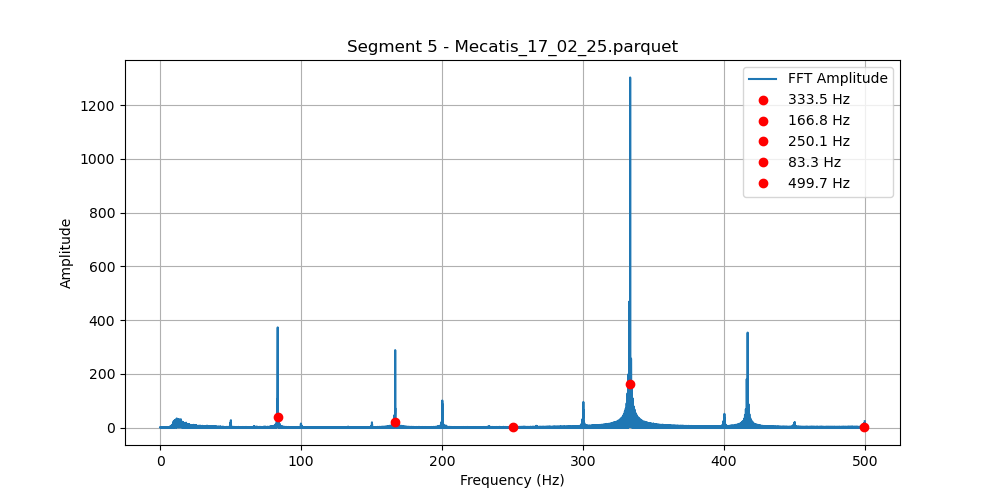 Segment 5 - Mecatis_17_02_25.parquet
FFT Amplitude
333.5 Hz
166.8 Hz
250.1 Hz
83.3 Hz
499.7 Hz
Amplitude
1200
1000
800
600
400
200
0
0 100 200 300 400 500
Frequency (Hz)